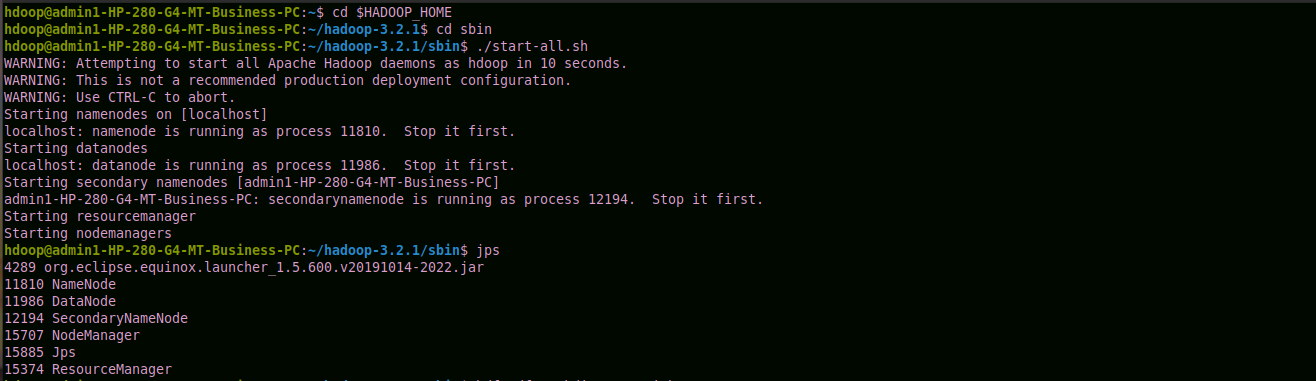 hdoop@admin1-HP-280-G4-MT-Business-PC:~$ cd $HADOOP_HOME
hdoop@admin1-HP-280-G4-MT-Business-PC:~/hadoop-3.2.1$ cd sbin
hdoop@admin1-HP-280-G4-MT-Business-PC:~/hadoop-3.2.1/sbin$ ./start-all.sh
WARNING: Attempting to start all Apache Hadoop daemons as hdoop in 10 seconds.
WARNING: This is not a recommended production deployment configuration.
WARNING: Use CTRL-C to abort.
Starting namenodes on [localhost]
localhost: namenode is running as process 11810.  Stop it first.
Starting datanodes
localhost: datanode is running as process 11986.  Stop it first.
Starting secondary namenodes [admin1-HP-280-G4-MT-Business-PC]
admin1-HP-280-G4-MT-Business-PC: secondarynamenode is running as process 12194.  Stop it first.
Starting resourcemanager
Starting nodemanagers
hdoop@admin1-HP-280-G4-MT-Business-PC:~/hadoop-3.2.1/sbin$ jps
4289 org.eclipse.equinox.launcher_1.5.600.v20191014-2022.jar
11810 NameNode
11986 DataNode
12194 SecondaryNameNode
15707 NodeManager
15885 Jps
15374 ResourceManager